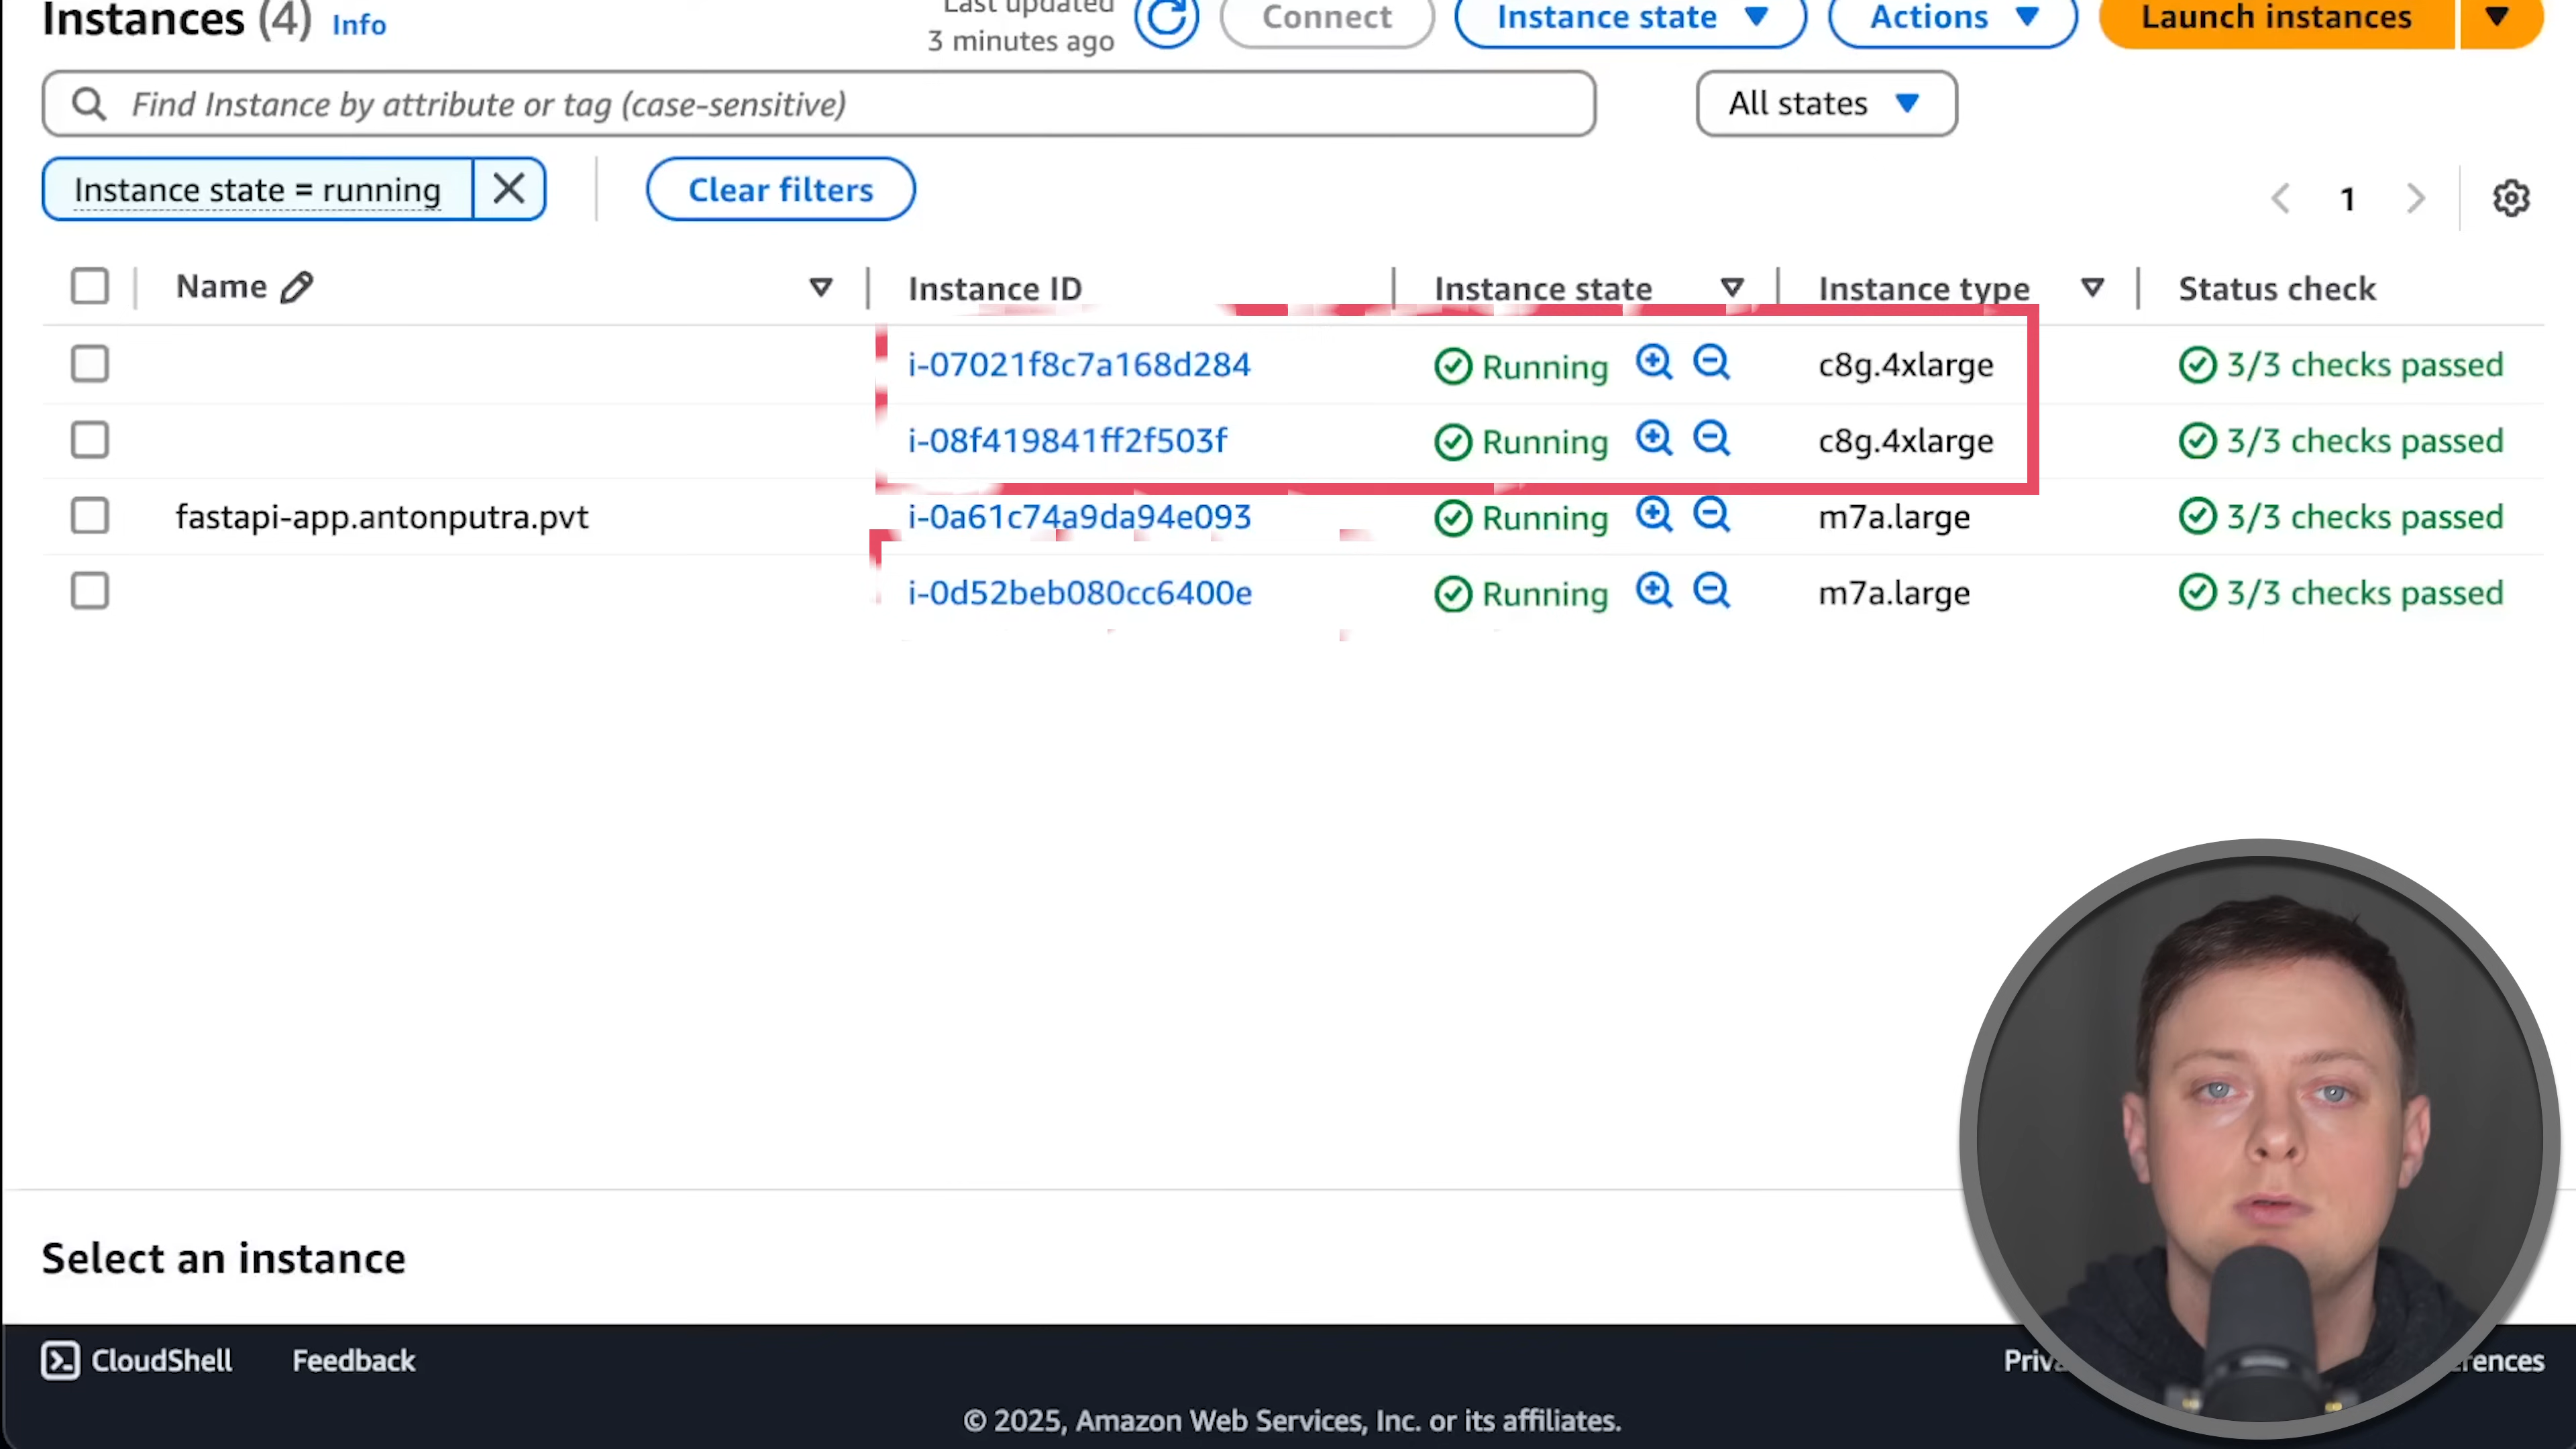 Instances (4) Info
Last updated
3 minutes ago
Connect
Instance state
Actions
Launch instances
Find Instance by attribute or tag (case-sensitive)
All states
Instance state = running
Clear filters
1
Name Instance ID Instance state Instance type Status check
i-07021f8c7a168d284 Running c8g.4xlarge 3/3 checks passed
i-08f419841ff2f503f Running c8g.4xlarge 3/3 checks passed
fastapi-app.antonputra.pvt i-0a61c74a9da94e093 Running m7a.large 3/3 checks passed
i-0d52beb080cc6400e Running m7a.large 3/3 checks passed
Select an instance
CloudShell Feedback
© 2025, Amazon Web Services, Inc. or its affiliates.